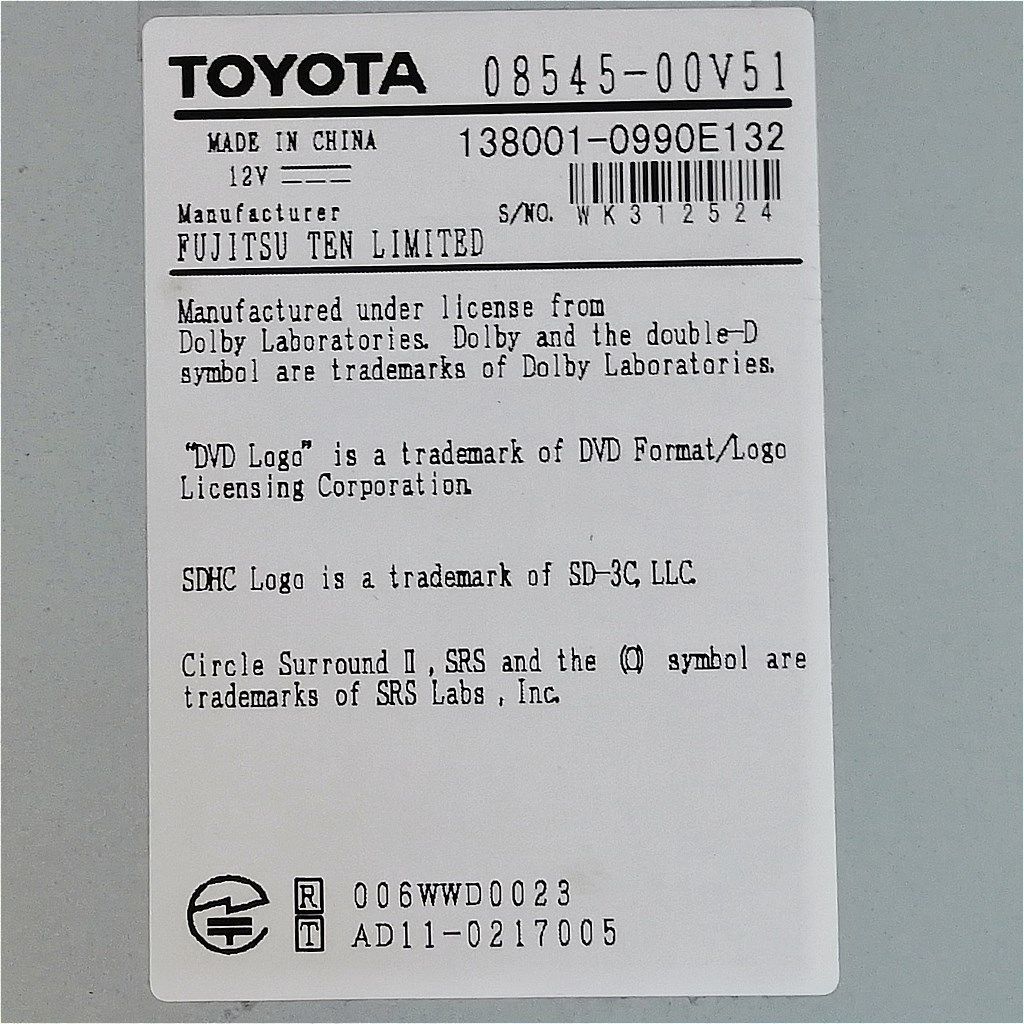 TOYOTA 08545-00V51
MADE IN CHINA 138001-0990E132
12V
Manufacturer S/NO. WK312524
FUJITSU TEN LIMITED
Manufactured under license from
Dolby Laboratories. Dolby and the double-D
symbol are trademarks of Dolby Laboratories.
"DVD Logo" is a trademark of DVD Format/Logo
Licensing Corporation.
SDHC Logo is a trademark of SD-3C, LLC.
Circle Surround Ⅱ, SRS and the (O) symbol are
trademarks of SRS Labs, Inc.
R 006WWD0023
T AD11-0217005